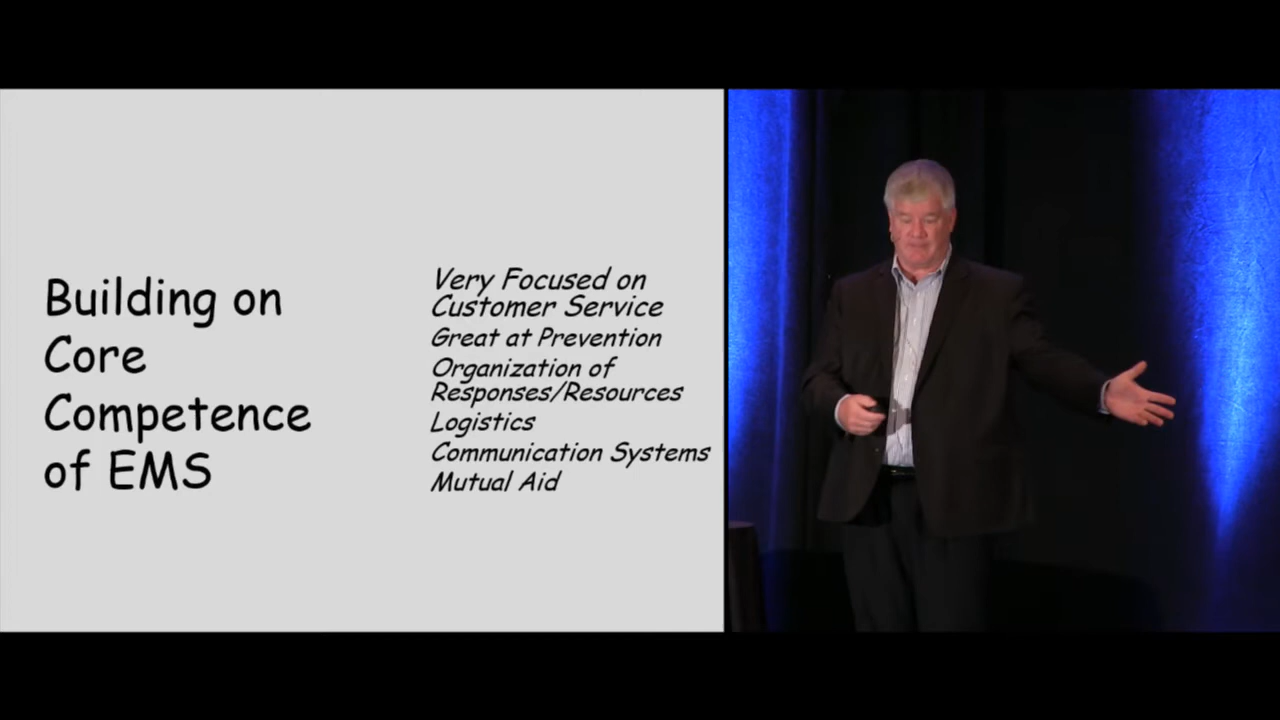 Building on
Core
Competence
of EMS
Very Focused on
Customer Service
Great at Prevention
Organization of
Responses/Resources
Logistics
Communication Systems
Mutual Aid